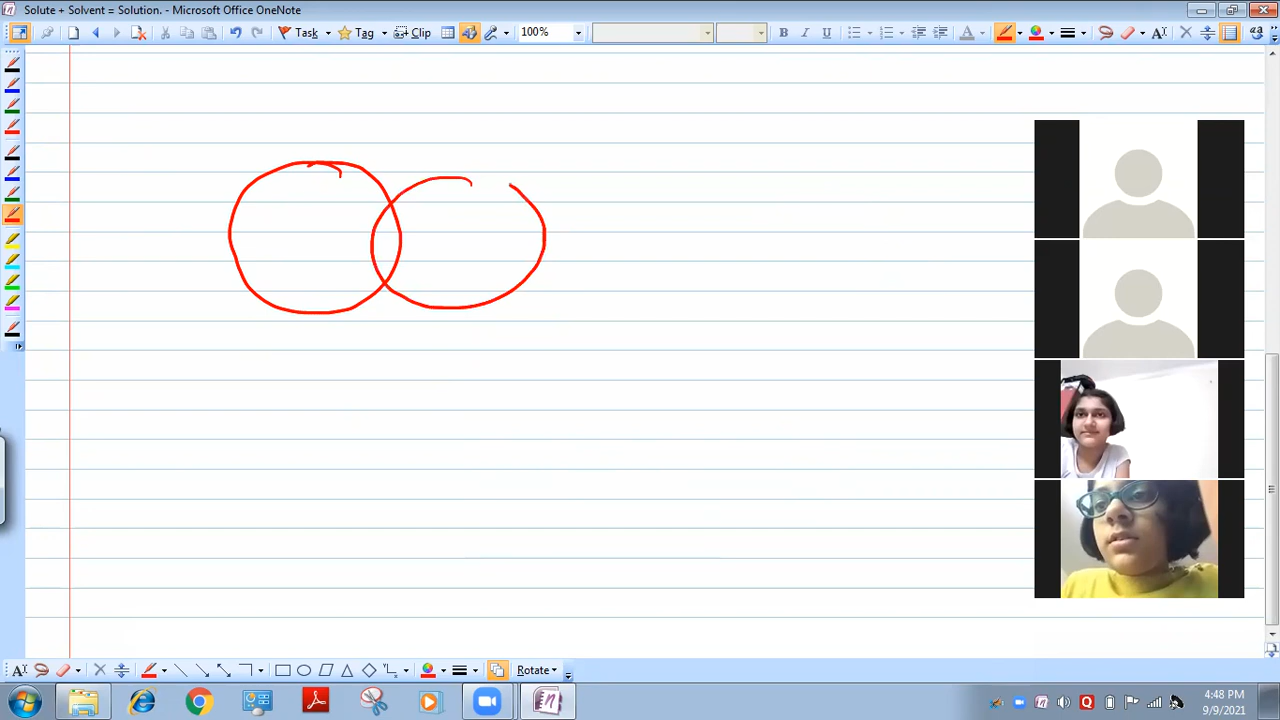 Solute + Solvent = Solution. - Microsoft Office OneNote
Task Tag Clip 100% B I U A A
A Rotate
4:48 PM
9/9/2021